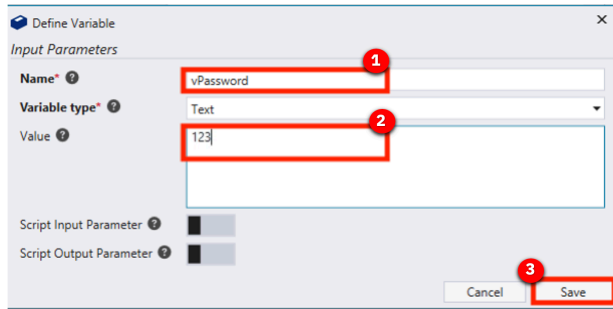 Define Variable
Input Parameters
1
Name* ?
vPassword
Variable type* ?
Text
2
Value ?
123
Script Input Parameter ?
Script Output Parameter ?
3
Cancel Save